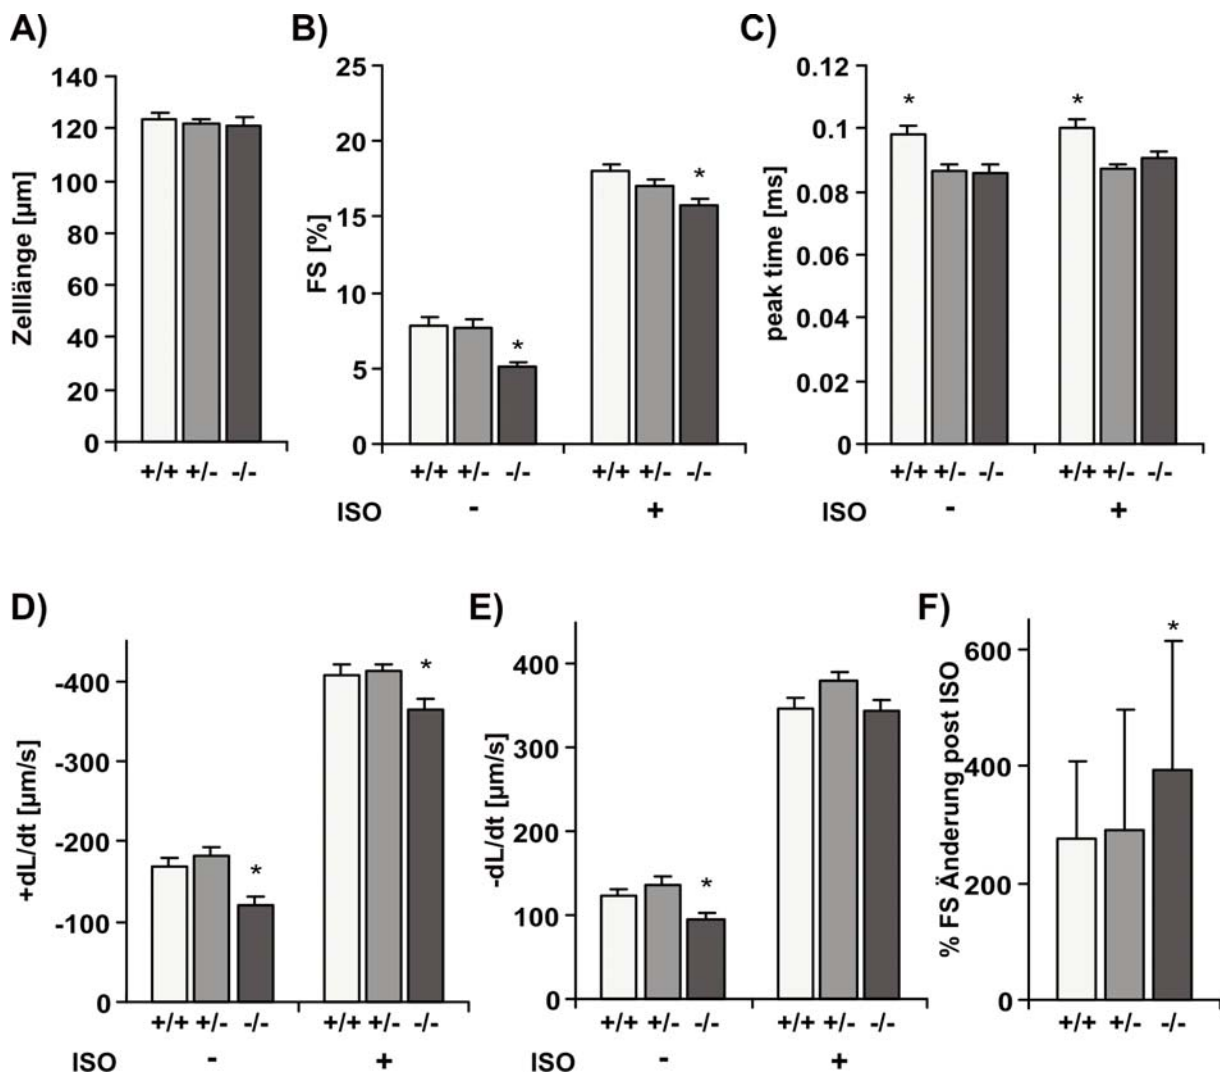 A)
Zelllänge [µm]
140
120
100
80
60
40
20
0
+/+ +/- -/-
B)
FS [%]
25
20
15
10
5
0
*
*
+/+ +/- -/- +/+ +/- -/-
ISO - +
C)
peak time [ms]
0.12
0.1
0.08
0.06
0.04
0.02
0
*
*
+/+ +/- -/- +/+ +/- -/-
ISO - +
D)
+dL/dt [µm/s]
-400
-300
-200
-100
0
*
*
+/+ +/- -/- +/+ +/- -/-
ISO - +
E)
-dL/dt [µm/s]
400
300
200
100
0
*
+/+ +/- -/- +/+ +/- -/-
ISO - +
F)
% FS Änderung post ISO
600
400
200
0
*
+/+ +/- -/-